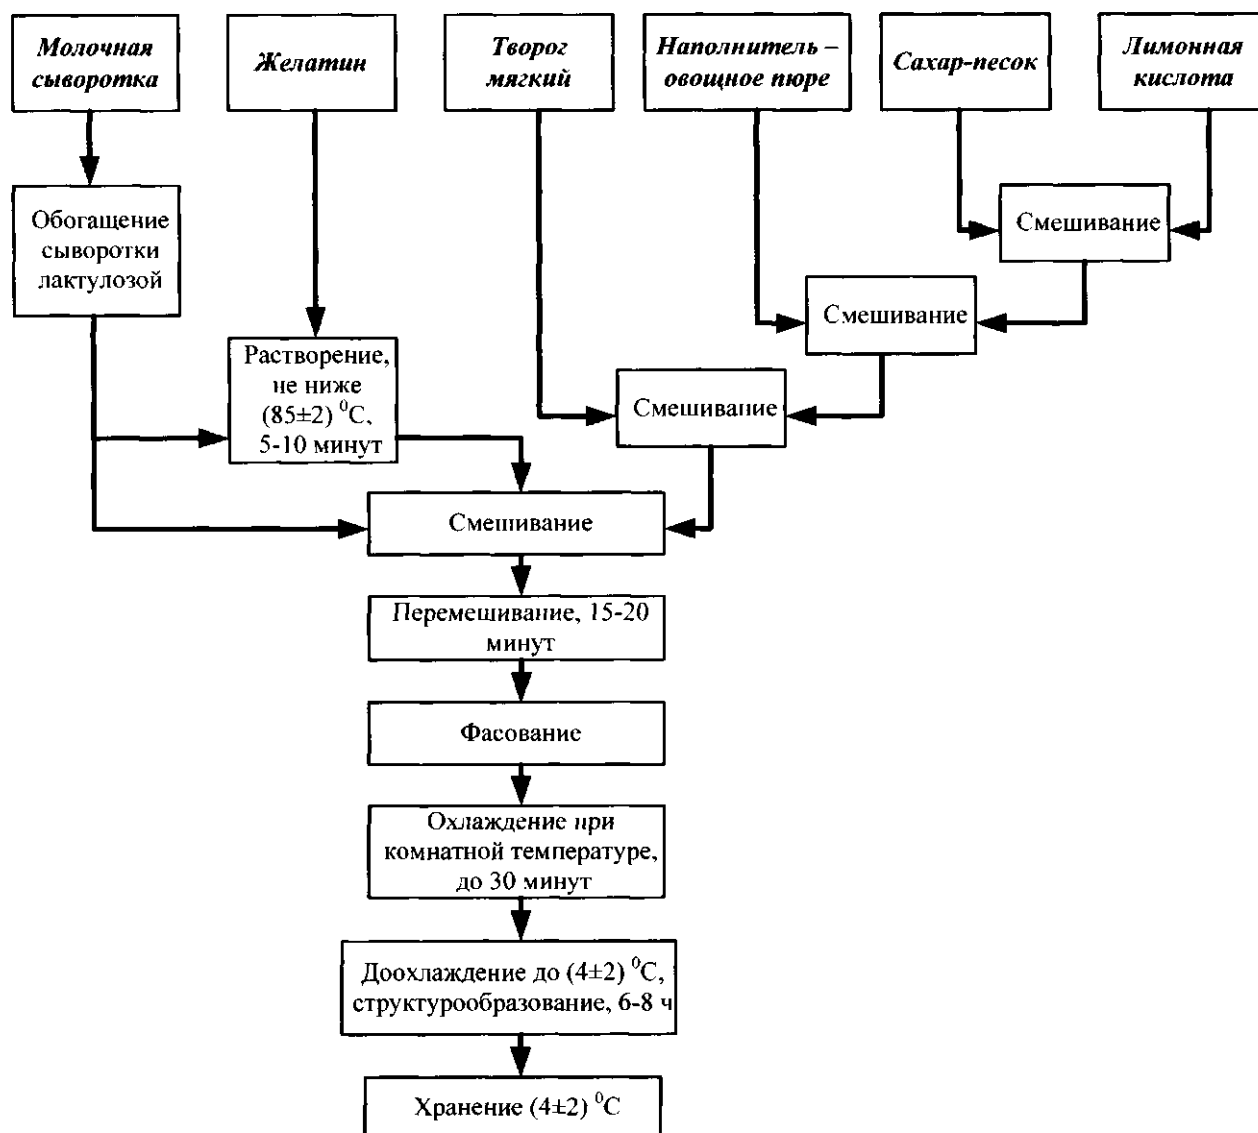 Молочная
сыворотка
Желатин
Творог
мягкий
Наполнитель –
овощное пюре
Сахар-песок
Лимонная
кислота
Обогащение
сыворотки
лактулозой
Смешивание
Смешивание
Растворение,
не ниже
(85±2) ⁰С,
5-10 минут
Смешивание
Смешивание
Перемешивание, 15-20
минут
Фасование
Охлаждение при
комнатной температуре,
до 30 минут
Доохлаждение до (4±2) ⁰С,
структурообразование, 6-8 ч
Хранение (4±2) ⁰С